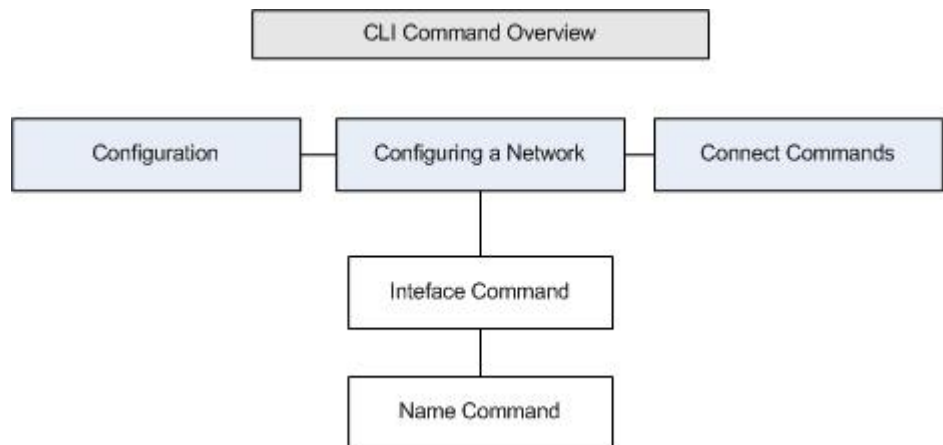 CLI Command Overview
Configuration
Configuring a Network
Connect Commands
Inteface Command
Name Command